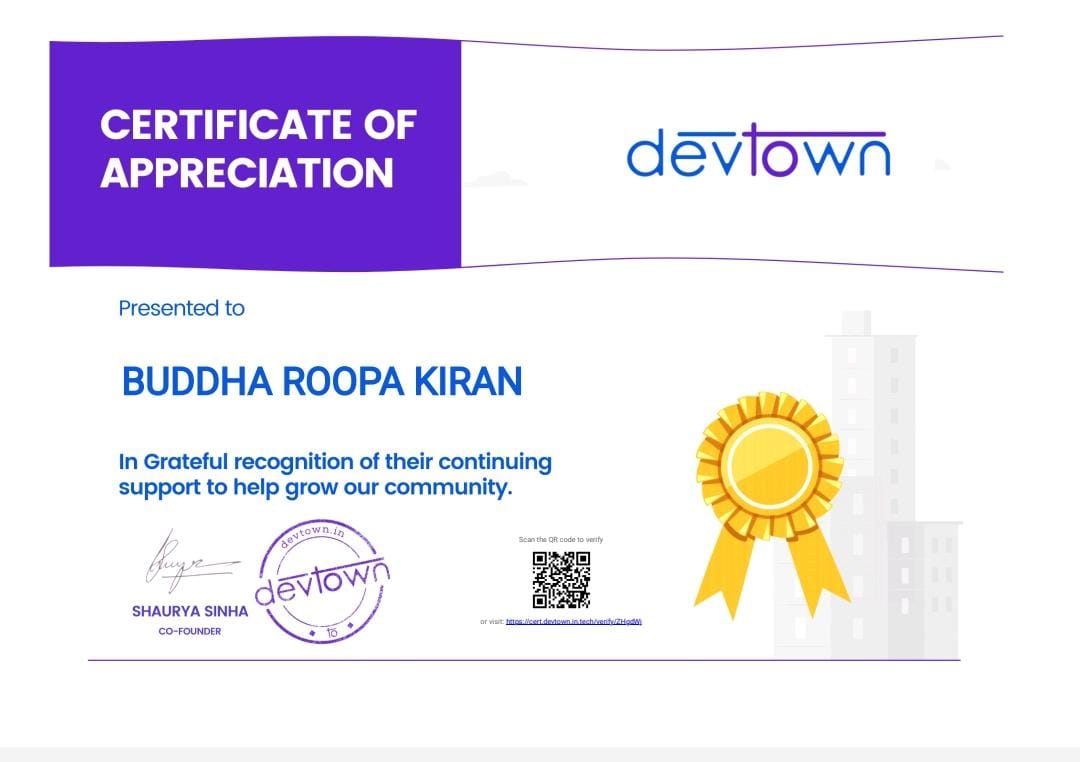 CERTIFICATE OF
APPRECIATION
devtown
Presented to
BUDDHA ROOPA KIRAN
In Grateful recognition of their continuing
support to help grow our community.
devtown.in
devtown
SHAURYA SINHA
CO-FOUNDER
Scan the QR code to verify
or visit: https://cert.devtown.in.tech/verify/ZHgdWj